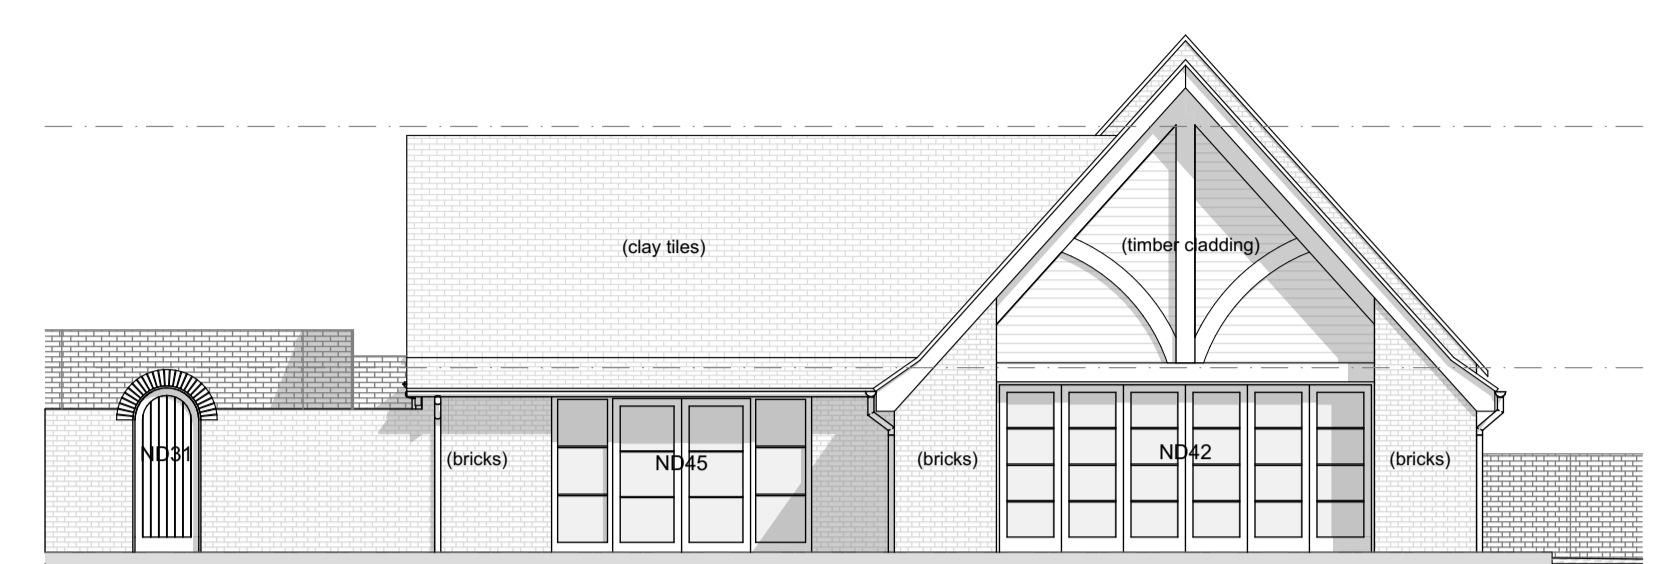 (clay tiles)
(timber cladding)
ND31
(bricks)
ND45
(bricks)
ND42
(bricks)